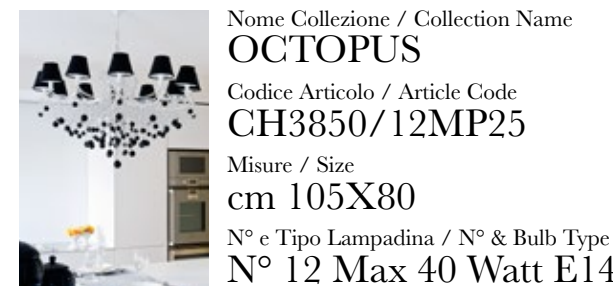 Nome Collezione / Collection Name
OCTOPUS
Codice Articolo / Article Code
CH3850/12MP25
Misure / Size
cm 105X80
N° e Tipo Lampadina / N° & Bulb Type
N° 12 Max 40 Watt E14